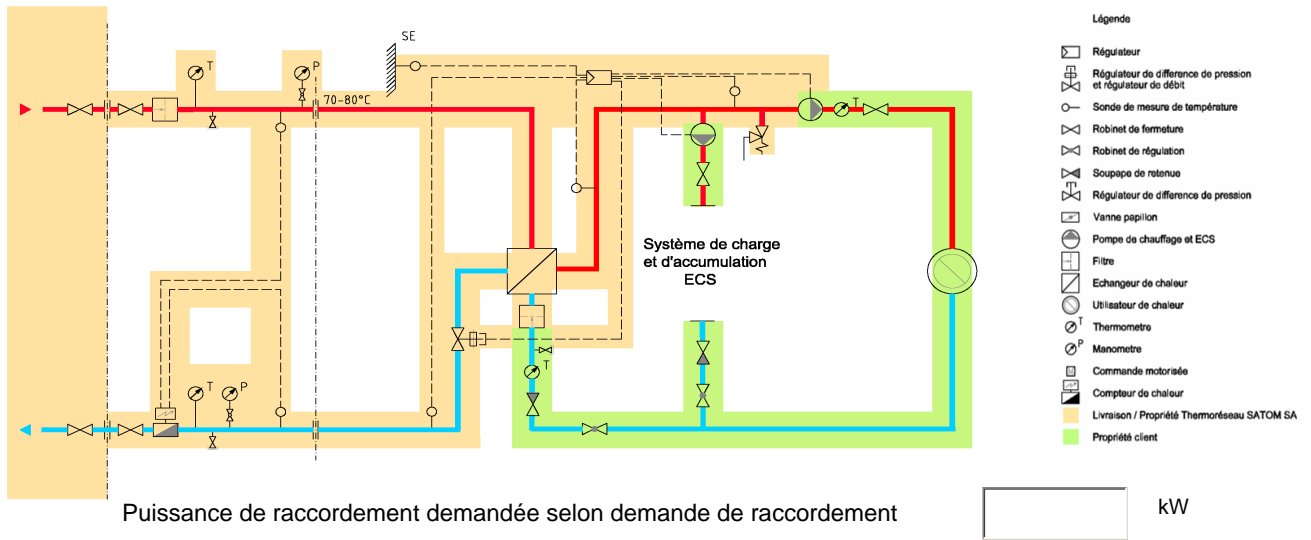 SE
T
P
70-80°C
T
Système de charge
et d'accumulation
ECS
T
T
P
Puissance de raccordement demandée selon demande de raccordement
kW
Légende
Régulateur
Régulateur de difference de pression
et régulateur de débit
Sonde de mesure de température
Robinet de fermeture
Robinet de régulation
Soupape de retenue
Régulateur de difference de pression
Vanne papillon
Pompe de chauffage et ECS
Filtre
Echangeur de chaleur
Utilisateur de chaleur
T
Thermometre
P
Manometre
M
Commande motorisée
Compteur de chaleur
Livraison / Propriété Thermoréseau SATOM SA
Propriété client